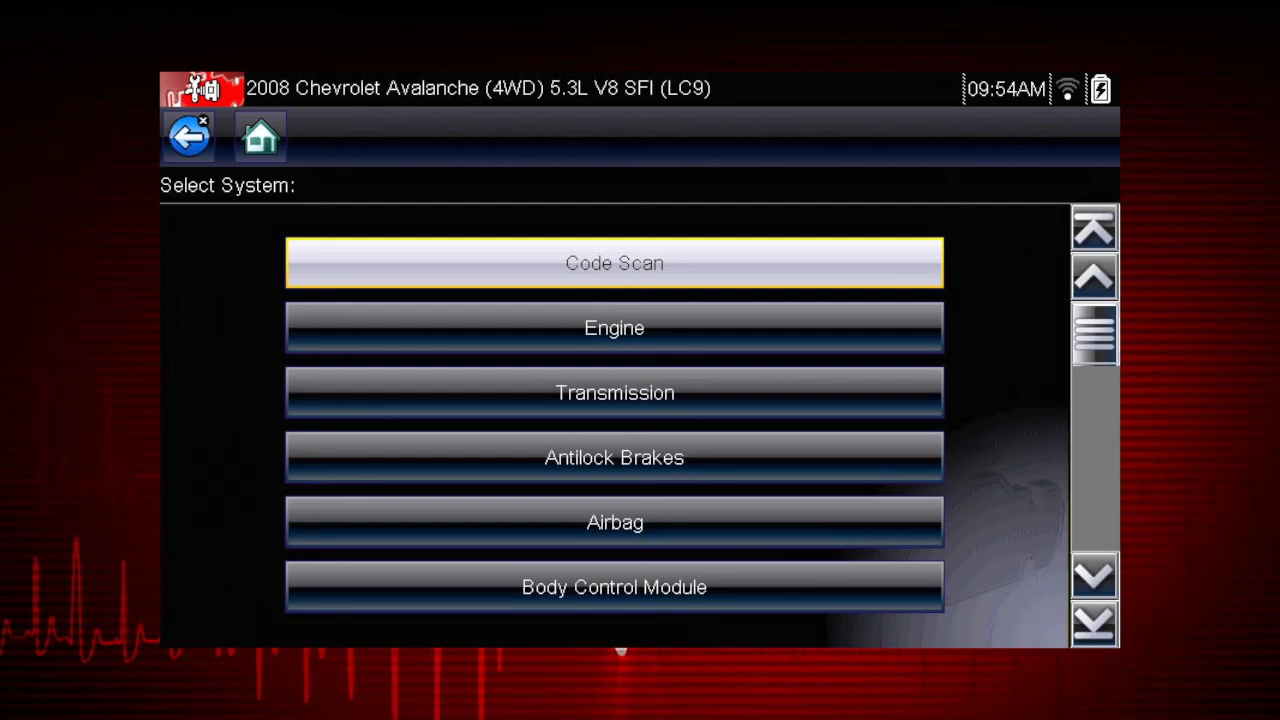 2008 Chevrolet Avalanche (4WD) 5.3L V8 SFI (LC9) 09:54AM
Select System:
Code Scan
Engine
Transmission
Antilock Brakes
Airbag
Body Control Module